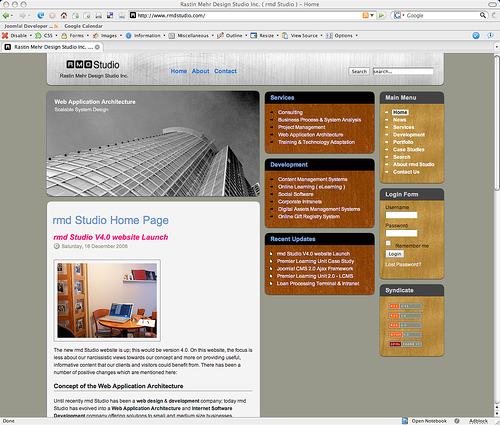 Rastin Mehr Design Studio Inc. ( rmd Studio ) – Home
http://www.rmdstudio.com/
Google
Joomla! Developer ...
Google Calendar
Disable CSS Forms Images Information Miscellaneous Outline Resize View Source Options
Rastin Mehr Design Studio Inc. ...
RMD Studio
Rastin Mehr Design Studio Inc.
Home About Contact
Search search...
Web Application Architecture
Scalable System Design
rmd Studio Home Page
rmd Studio V4.0 website Launch
Saturday, 16 December 2006
The new rmd Studio website is up; this would be version 4.0. On this website, the focus is
less about our narcissistic views towards our concept and more on providing useful,
informative content that our clients and visitors could benefit from. There has been a
number of positive changes which are mentioned here:
Concept of the Web Application Architecture
Until recently rmd Studio has been a web design & development company; today rmd
Studio has evolved into a Web Application Architecture and Internet Software
Development company offering solutions to small and medium size businesses.
Services
Consulting
Business Process & System Analysis
Project Management
Web Application Architecture
Training & Technology Adaptation
Development
Content Management Systems
Online Learning ( eLearning )
Social Software
Corporate Intranets
Digital Assets Management Systems
Online Gift Registry System
Recent Updates
rmd Studio V4.0 website Launch
Premier Learning Unit Case Study
Joomla! CMS 2.0 Ajax Framework
Premier Learning Unit 2.0 - LCMS
Loan Processing Terminal & Intranet
Main Menu
Home
News
Services
Development
Portfolio
Case Studies
Search
About rmd Studio
Contact Us
Login Form
Username
Password
Remember me
Login
Lost Password?
Syndicate
Done
Open Notebook
Adblock